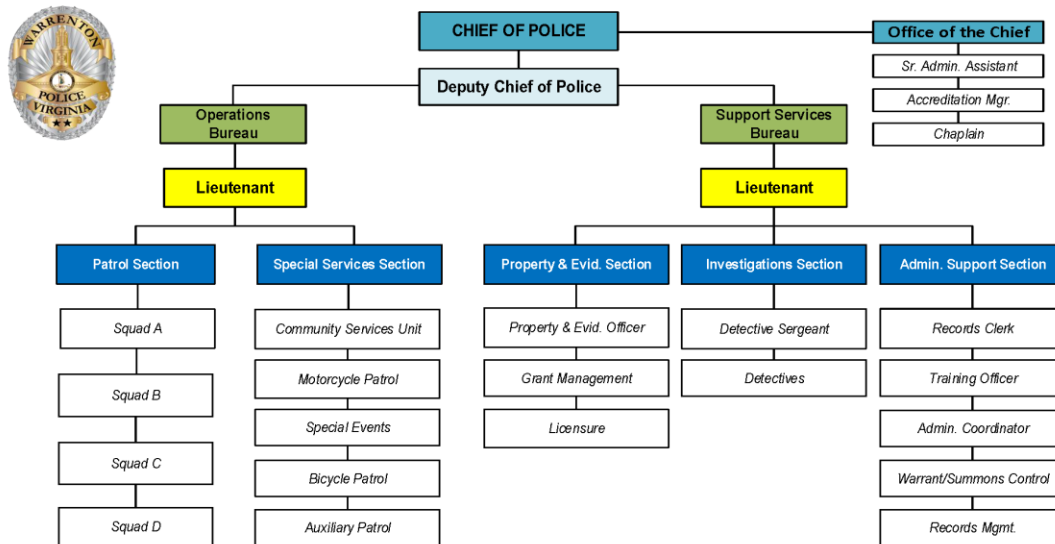 WARRENTON
POLICE
VIRGINIA
CHIEF OF POLICE
Office of the Chief
Sr. Admin. Assistant
Accreditation Mgr.
Chaplain
Deputy Chief of Police
Operations
Bureau
Support Services
Bureau
Lieutenant
Lieutenant
Patrol Section
Special Services Section
Property & Evid. Section
Investigations Section
Admin. Support Section
Squad A
Squad B
Squad C
Squad D
Community Services Unit
Motorcycle Patrol
Special Events
Bicycle Patrol
Auxiliary Patrol
Property & Evid. Officer
Grant Management
Licensure
Detective Sergeant
Detectives
Records Clerk
Training Officer
Admin. Coordinator
Warrant/Summons Control
Records Mgmt.